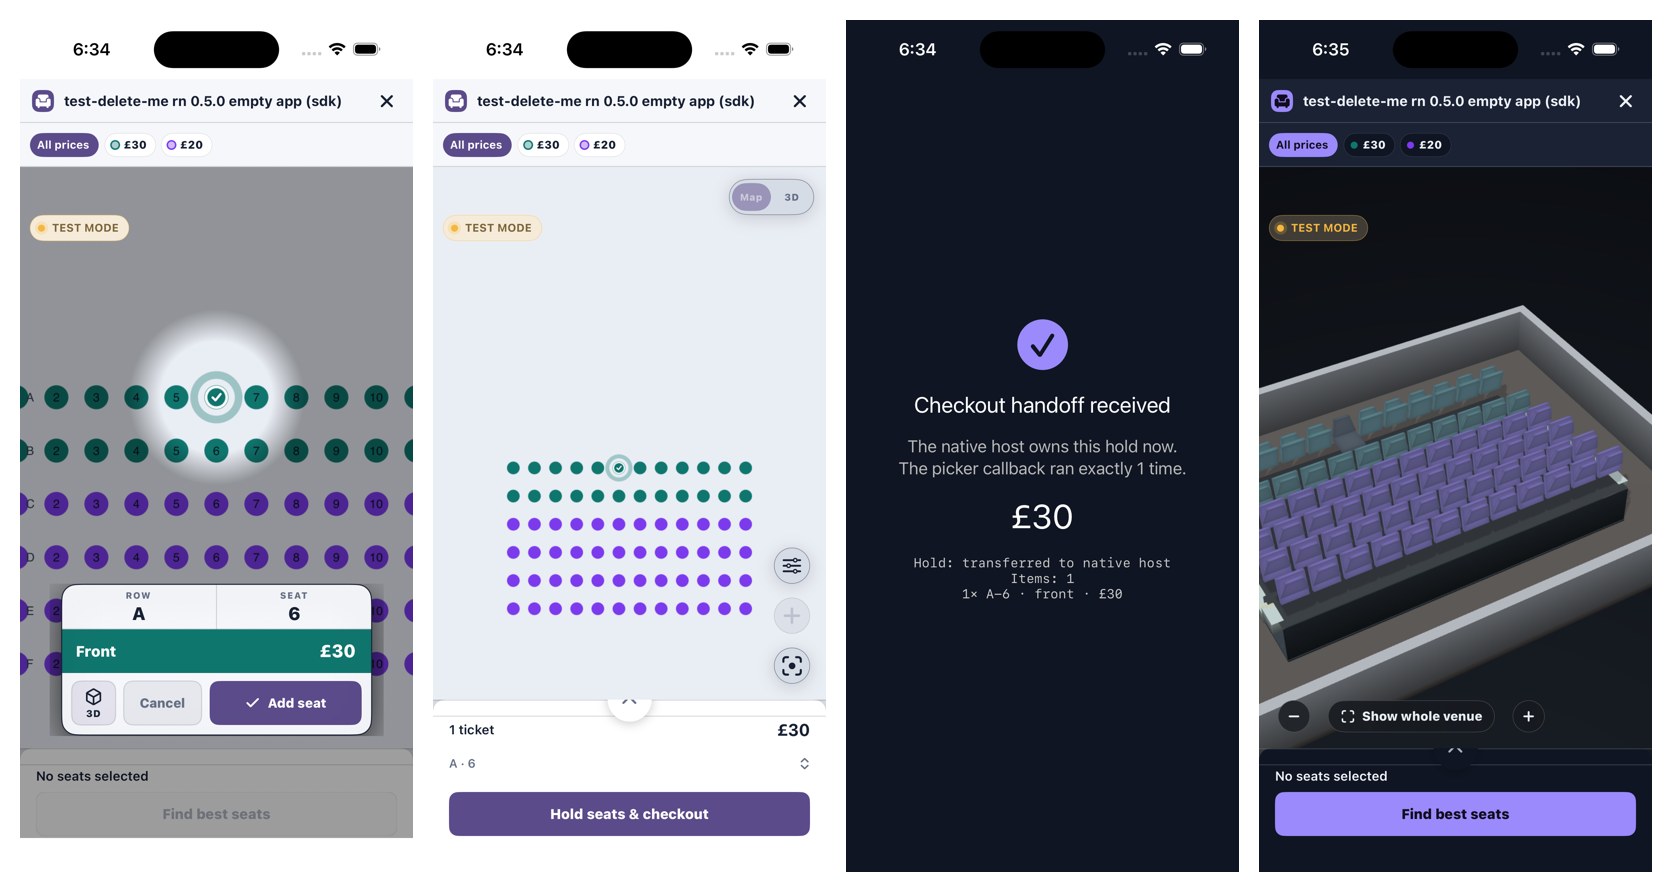 6:34
test-delete-me rn 0.5.0 empty app (sdk)
All prices £30 £20
TEST MODE
A 2 3 4 5 7 8 9 10
B 2 3 4 5 6 7 8 9 10
C 2 3 4 5 6 7 8 9 10
D 2 3 4 5 6 7 8 9 10
E
ROW SEAT
A 6
F 2 10
Front £30
3D Cancel Add seat
No seats selected
Find best seats
6:34
test-delete-me rn 0.5.0 empty app (sdk)
All prices £30 £20
Map 3D
TEST MODE
1 ticket £30
A · 6
Hold seats & checkout
6:34
Checkout handoff received
The native host owns this hold now.
The picker callback ran exactly 1 time.
£30
Hold: transferred to native host
Items: 1
1× A–6 · front · £30
6:35
test-delete-me rn 0.5.0 empty app (sdk)
All prices £30 £20
TEST MODE
Show whole venue
No seats selected
Find best seats